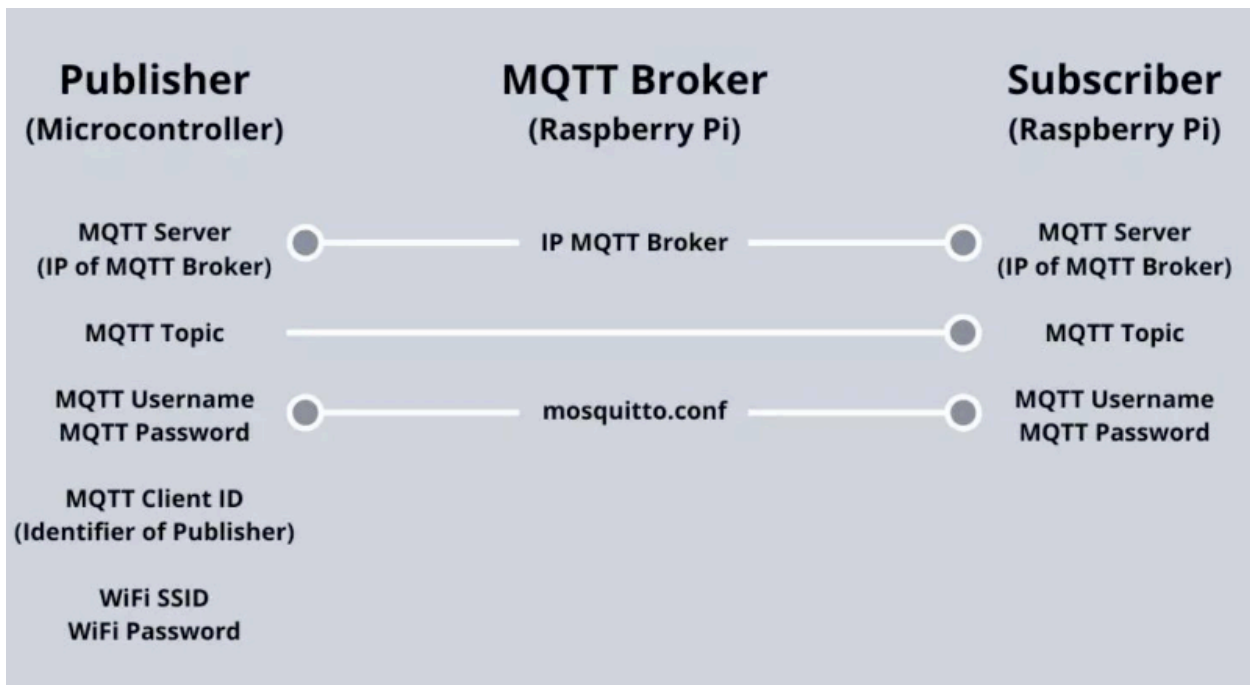 Publisher
(Microcontroller)
MQTT Broker
(Raspberry Pi)
Subscriber
(Raspberry Pi)
MQTT Server
(IP of MQTT Broker)
IP MQTT Broker
MQTT Server
(IP of MQTT Broker)
MQTT Topic
MQTT Topic
MQTT Username
MQTT Password
mosquitto.conf
MQTT Username
MQTT Password
MQTT Client ID
(Identifier of Publisher)
WiFi SSID
WiFi Password